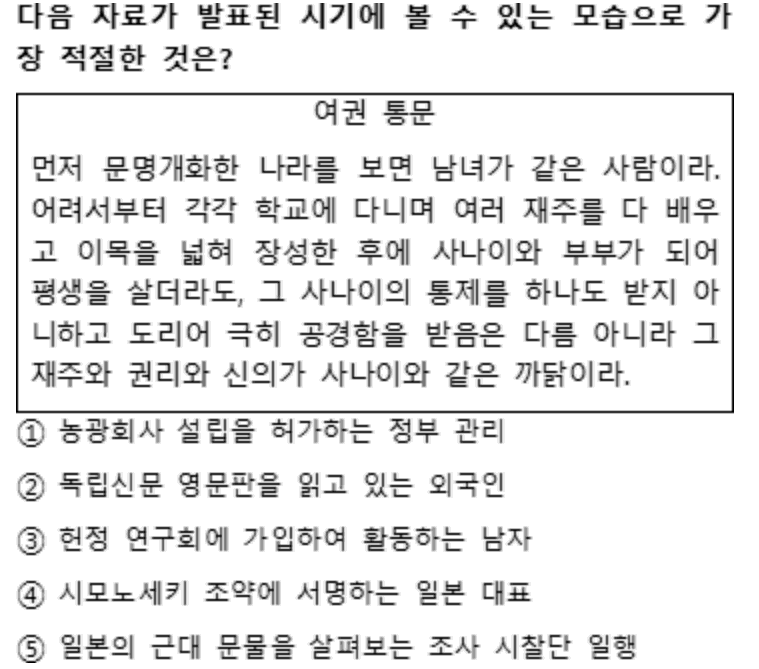 다음 자료가 발표된 시기에 볼 수 있는 모습으로 가
장 적절한 것은?
여권 통문
먼저 문명개화한 나라를 보면 남녀가 같은 사람이라.
어려서부터 각각 학교에 다니며 여러 재주를 다 배우
고 이목을 넓혀 장성한 후에 사나이와 부부가 되어
평생을 살더라도, 그 사나이의 통제를 하나도 받지 아
니하고 도리어 극히 공경함을 받음은 다름 아니라 그
재주와 권리와 신의가 사나이와 같은 까닭이라.
① 농광회사 설립을 허가하는 정부 관리
② 독립신문 영문판을 읽고 있는 외국인
③ 헌정 연구회에 가입하여 활동하는 남자
④ 시모노세키 조약에 서명하는 일본 대표
⑤ 일본의 근대 문물을 살펴보는 조사 시찰단 일행